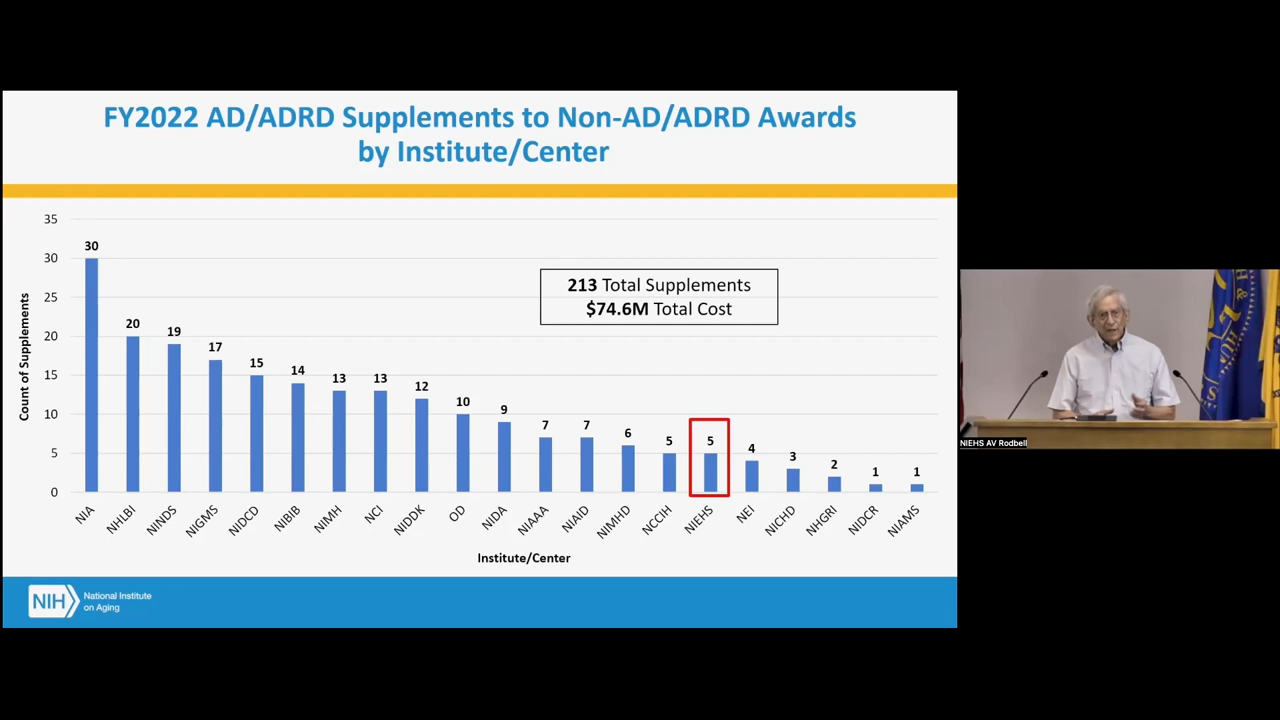 FY2022 AD/ADRD Supplements to Non-AD/ADRD Awards
by Institute/Center
Count of Supplements
35
30
25
20
15
10
5
0
30
20
19
17
15
14
13
13
12
10
9
7
7
6
5
5
4
3
2
1
1
213 Total Supplements
$74.6M Total Cost
NIA
NHLBI
NINDS
NIGMS
NIDCD
NIBIB
NIMH
NCI
NIDDK
OD
NIDA
NIAAA
NIAID
NIMHD
NCCIH
NIEHS
NEI
NICHD
NHGRI
NIDCR
NIAMS
Institute/Center
NIH
National Institute
on Aging
NIEHS AV Rodbell